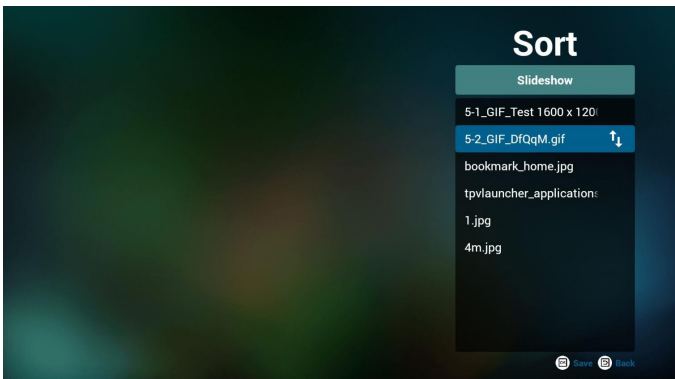 Sort
Slideshow
5-1_GIF_Test 1600 x 120
5-2_GIF_DfQqM.gif
bookmark_home.jpg
tpvlauncher_applications
1.jpg
4m.jpg
Save Back